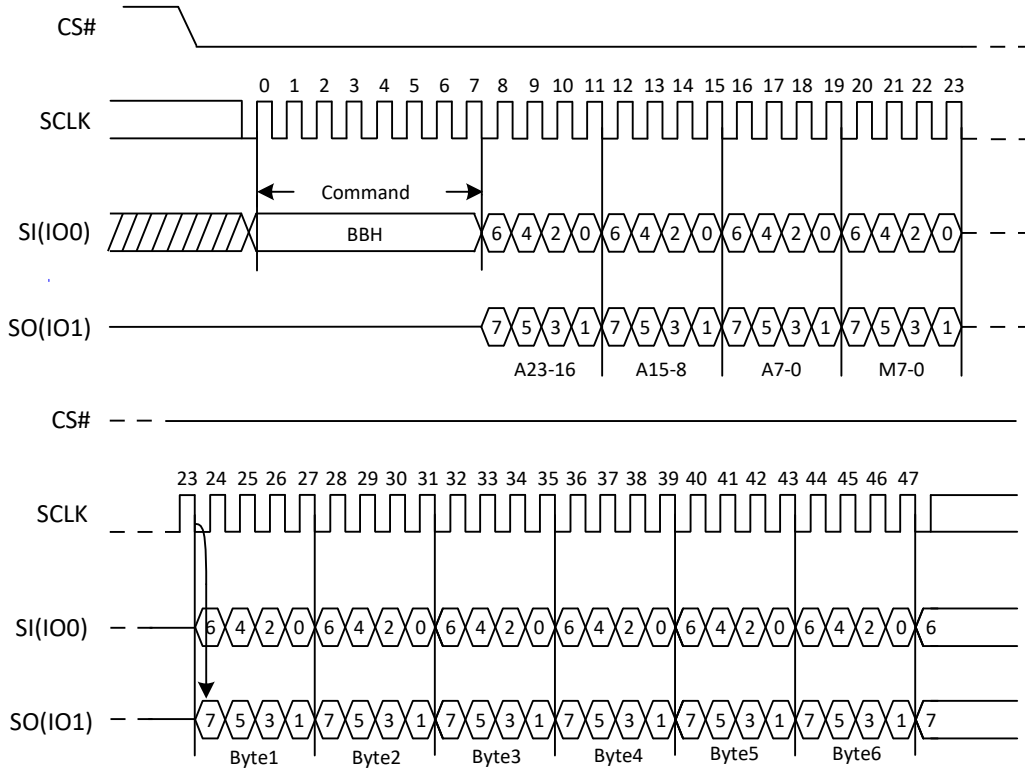 CS#
0 1 2 3 4 5 6 7 8 9 10 11 12 13 14 15 16 17 18 19 20 21 22 23
SCLK
Command
SI(IO0) BBH 6 4 2 0 6 4 2 0 6 4 2 0 6 4 2 0
SO(IO1) 7 5 3 1 7 5 3 1 7 5 3 1 7 5 3 1
A23-16 A15-8 A7-0 M7-0
CS#
23 24 25 26 27 28 29 30 31 32 33 34 35 36 37 38 39 40 41 42 43 44 45 46 47
SCLK
SI(IO0) 6 4 2 0 6 4 2 0 6 4 2 0 6 4 2 0 6 4 2 0 6 4 2 0 6
SO(IO1) 7 5 3 1 7 5 3 1 7 5 3 1 7 5 3 1 7 5 3 1 7 5 3 1 7
Byte1 Byte2 Byte3 Byte4 Byte5 Byte6